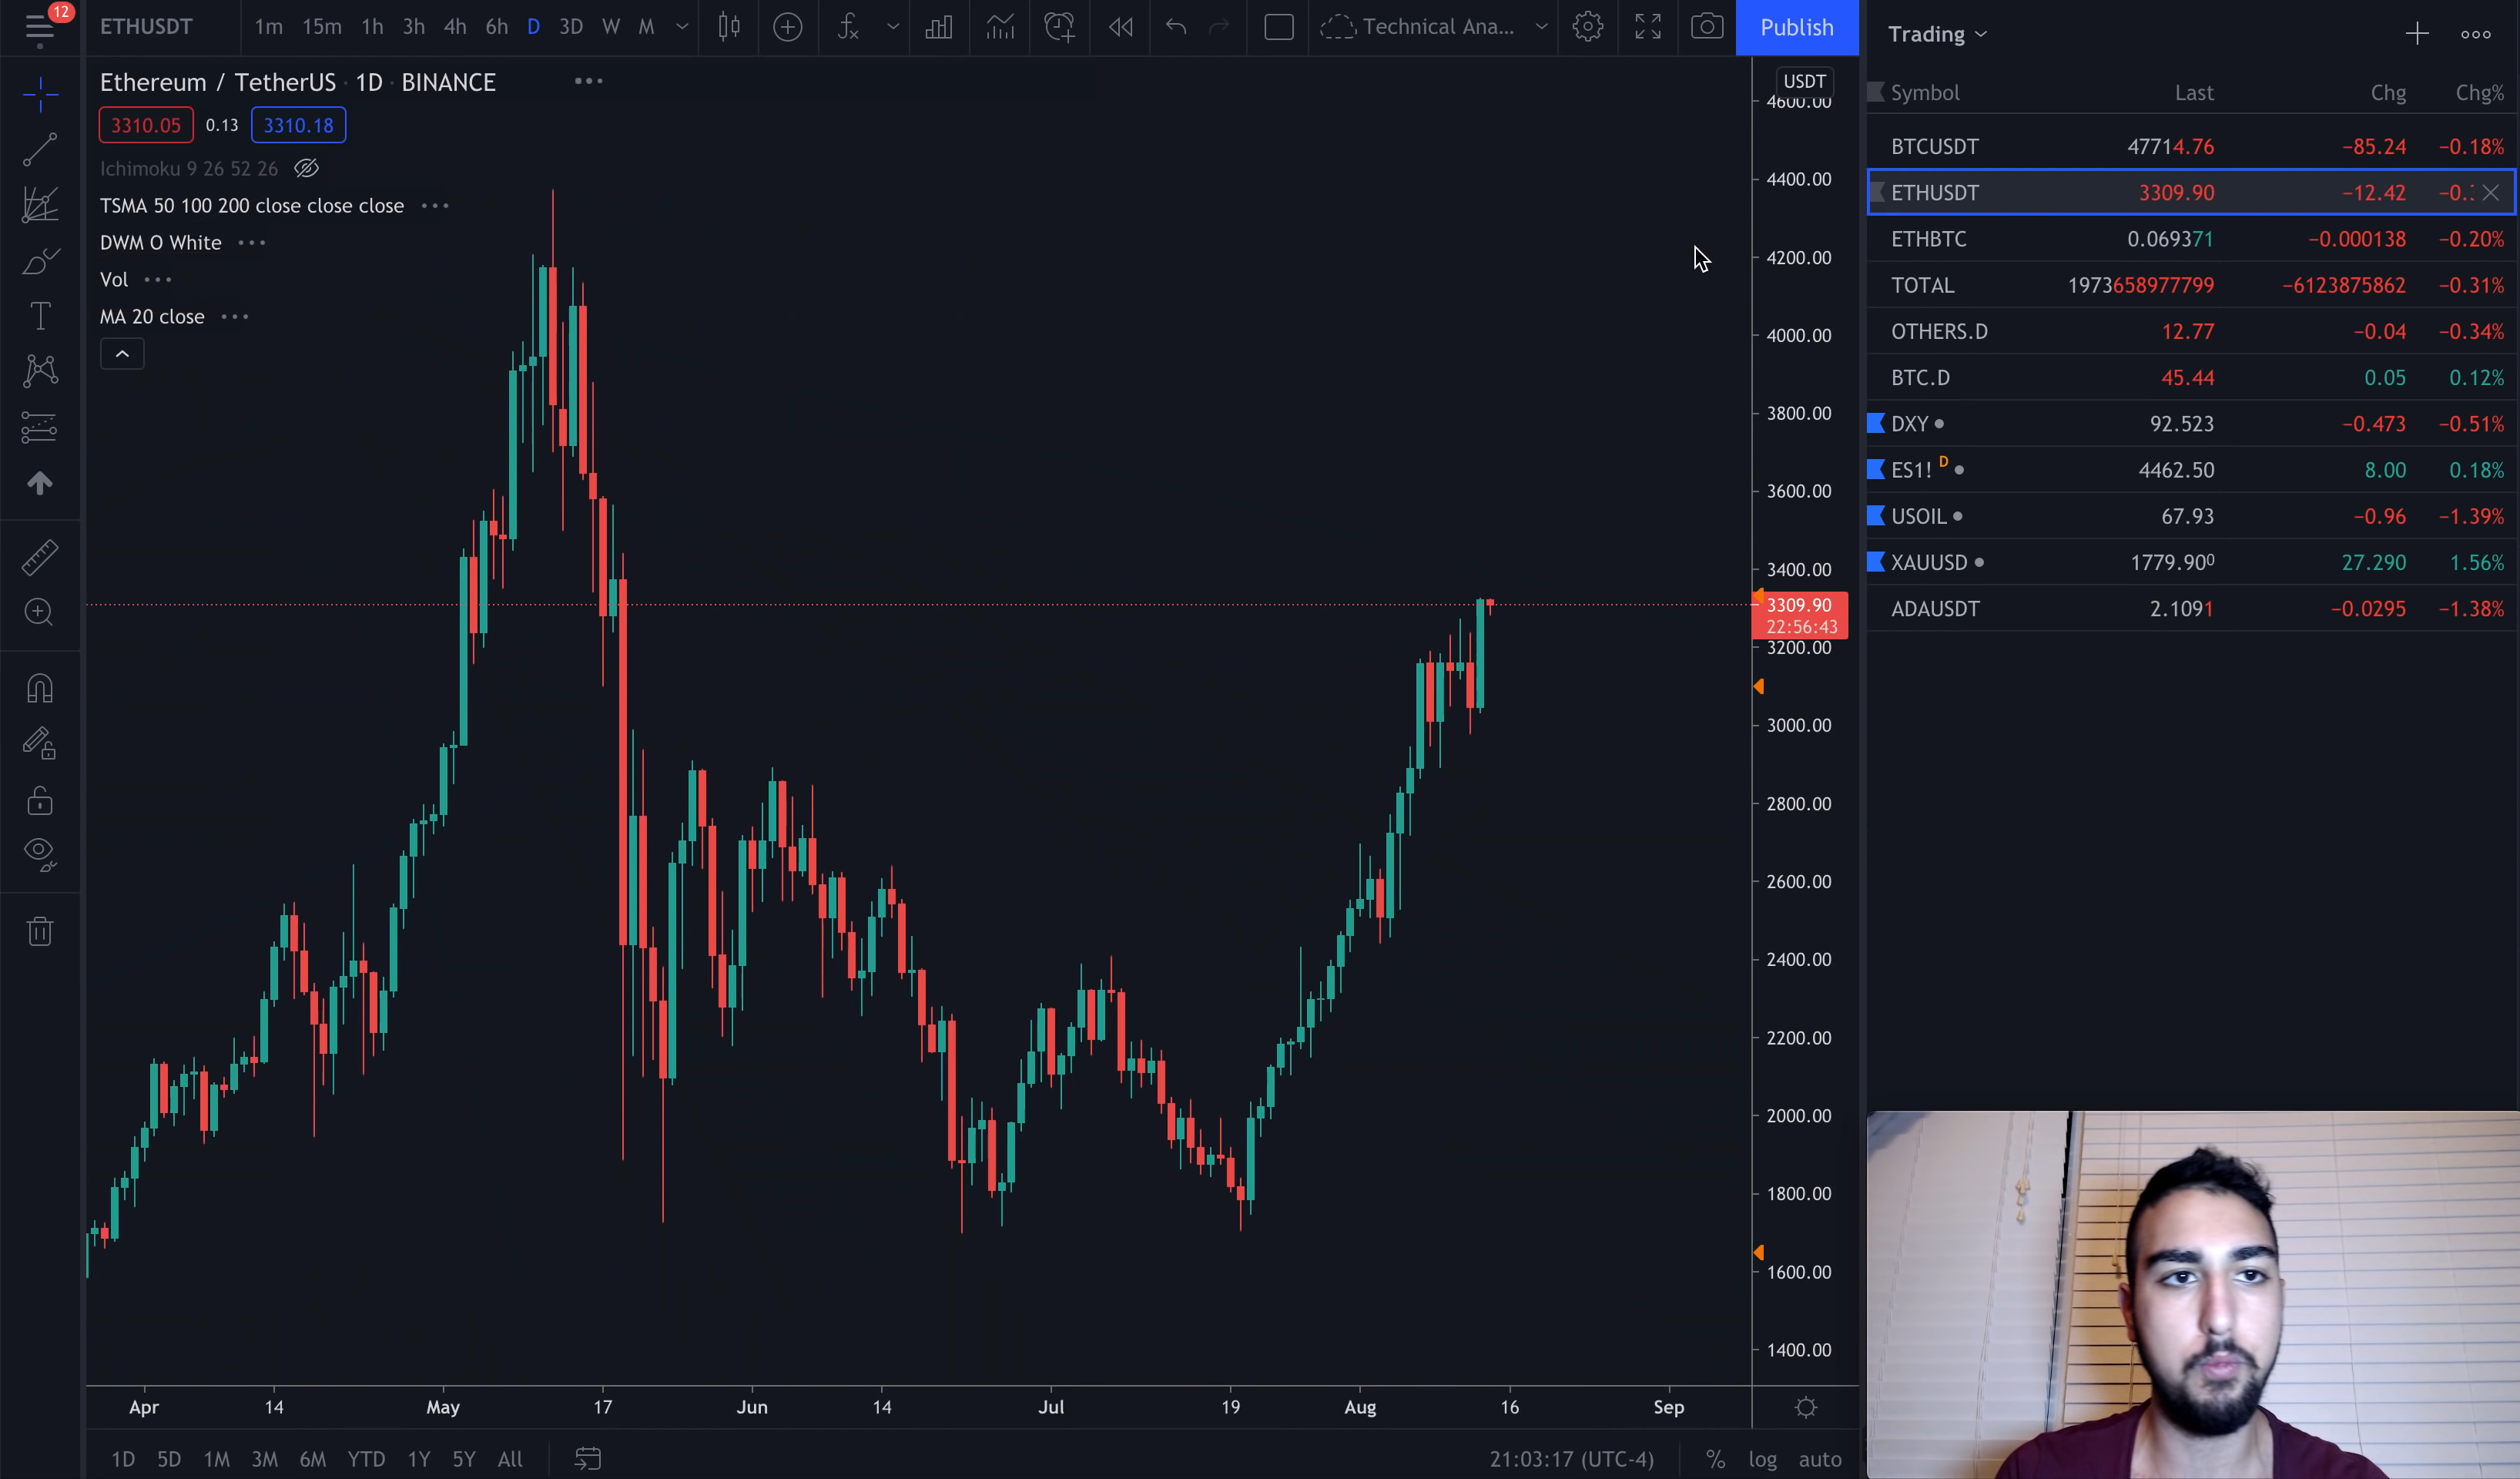 12
ETHUSDT 1m 15m 1h 3h 4h 6h D 3D W M Technical Ana... Publish
Ethereum / TetherUS · 1D · BINANCE
3310.05 0.13 3310.18
Ichimoku 9 26 52 26
TSMA 50 100 200 close close close
DWM O White
Vol
MA 20 close
USDT
4600.00
4400.00
4200.00
4000.00
3800.00
3600.00
3400.00
3309.90
22:56:43
3200.00
3000.00
2800.00
2600.00
2400.00
2200.00
2000.00
1800.00
1600.00
1400.00
Apr 14 May 17 Jun 14 Jul 19 Aug 16 Sep
1D 5D 1M 3M 6M YTD 1Y 5Y All 21:03:17 (UTC-4) % log auto
Trading
Symbol Last Chg Chg%
BTCUSDT 47714.76 −85.24 −0.18%
ETHUSDT 3309.90 −12.42
ETHBTC 0.069371 −0.000138 −0.20%
TOTAL 1973658977799 −6123875862 −0.31%
OTHERS.D 12.77 −0.04 −0.34%
BTC.D 45.44 0.05 0.12%
DXY 92.523 −0.473 −0.51%
ES1! D 4462.50 8.00 0.18%
USOIL 67.93 −0.96 −1.39%
XAUUSD 1779.900 27.290 1.56%
ADAUSDT 2.1091 −0.0295 −1.38%